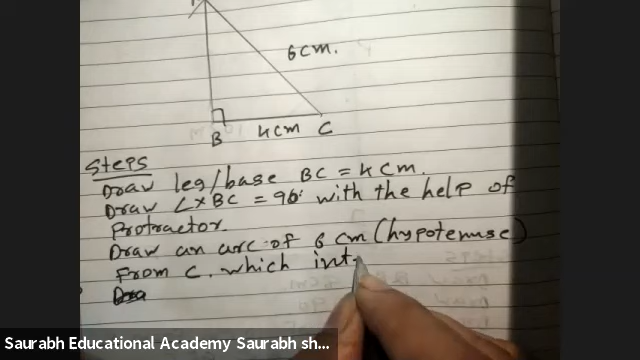 6cm.
B
4cm
C
Steps
Draw leg/base BC = 4cm.
Draw ∠XBC = 90° with the help of
Protractor.
Draw an arc of 6 cm (hypotenuse)
From C. which int
Saurabh Educational Academy Saurabh sh...